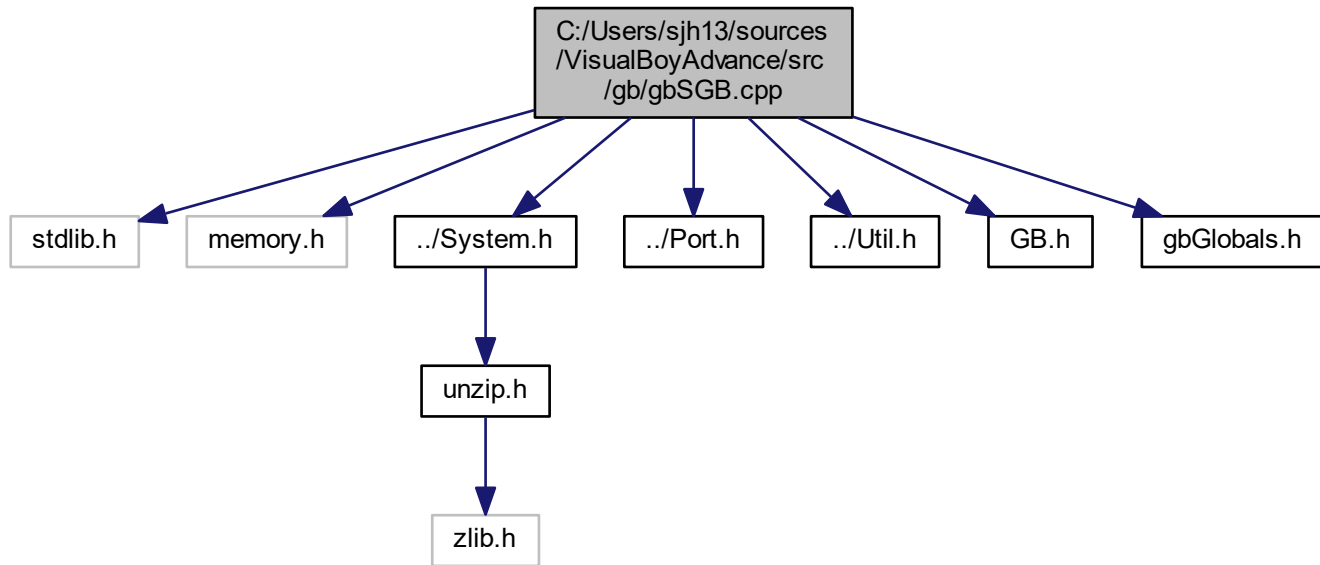 C:/Users/sjh13/sources
/VisualBoyAdvance/src
/gb/gbSGB.cpp
stdlib.h
memory.h
../System.h
../Port.h
../Util.h
GB.h
gbGlobals.h
unzip.h
zlib.h